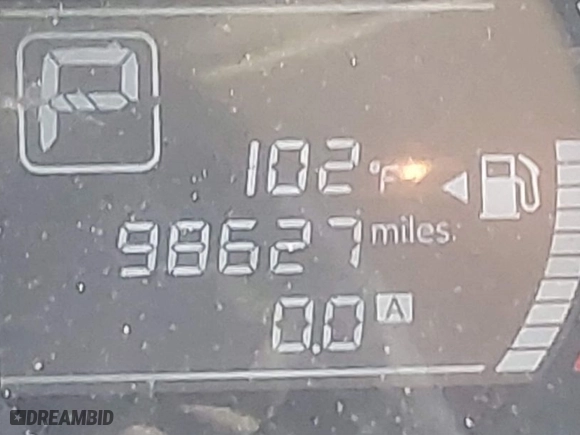 P
102 °F
98627 miles
0.0 A
DREAMBID